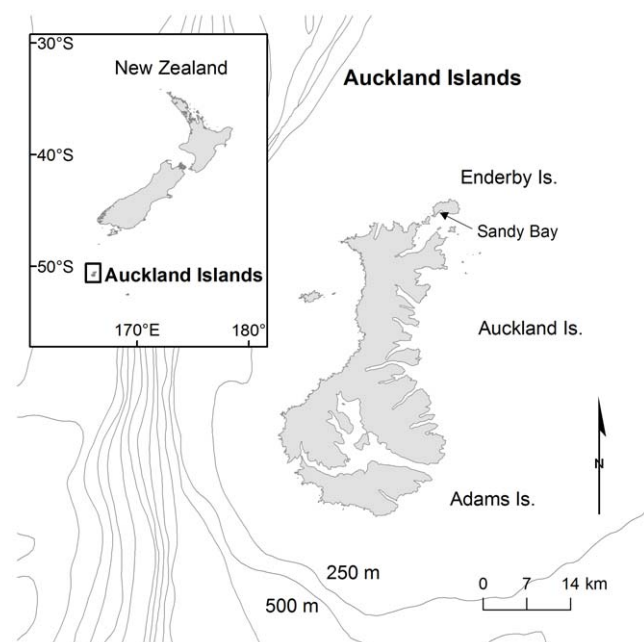 30°S
New Zealand
Auckland Islands
40°S
Enderby Is.
Sandy Bay
50°S
Auckland Islands
170°E
180°
Auckland Is.
N
Adams Is.
250 m
0 7 14 km
500 m